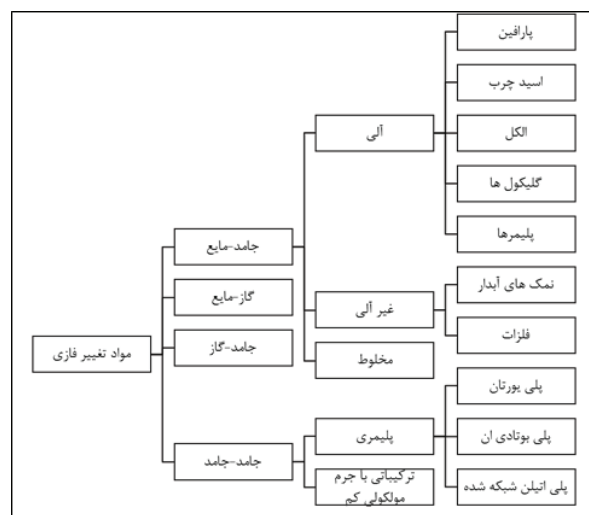 پارافین
اسید چرب
آلی
الکل
گلیکول ها
پلیمرها
جامد-مایع
نمک های آبدار
گاز-مایع
غیر آلی
فلزات
جامد-گاز
مواد تغییر فازی
مخلوط
پلی یورتان
پلیمری
پلی بوتادی ان
جامد-جامد
ترکیباتی با جرم
مولکولی کم
پلی اتیلن شبکه شده